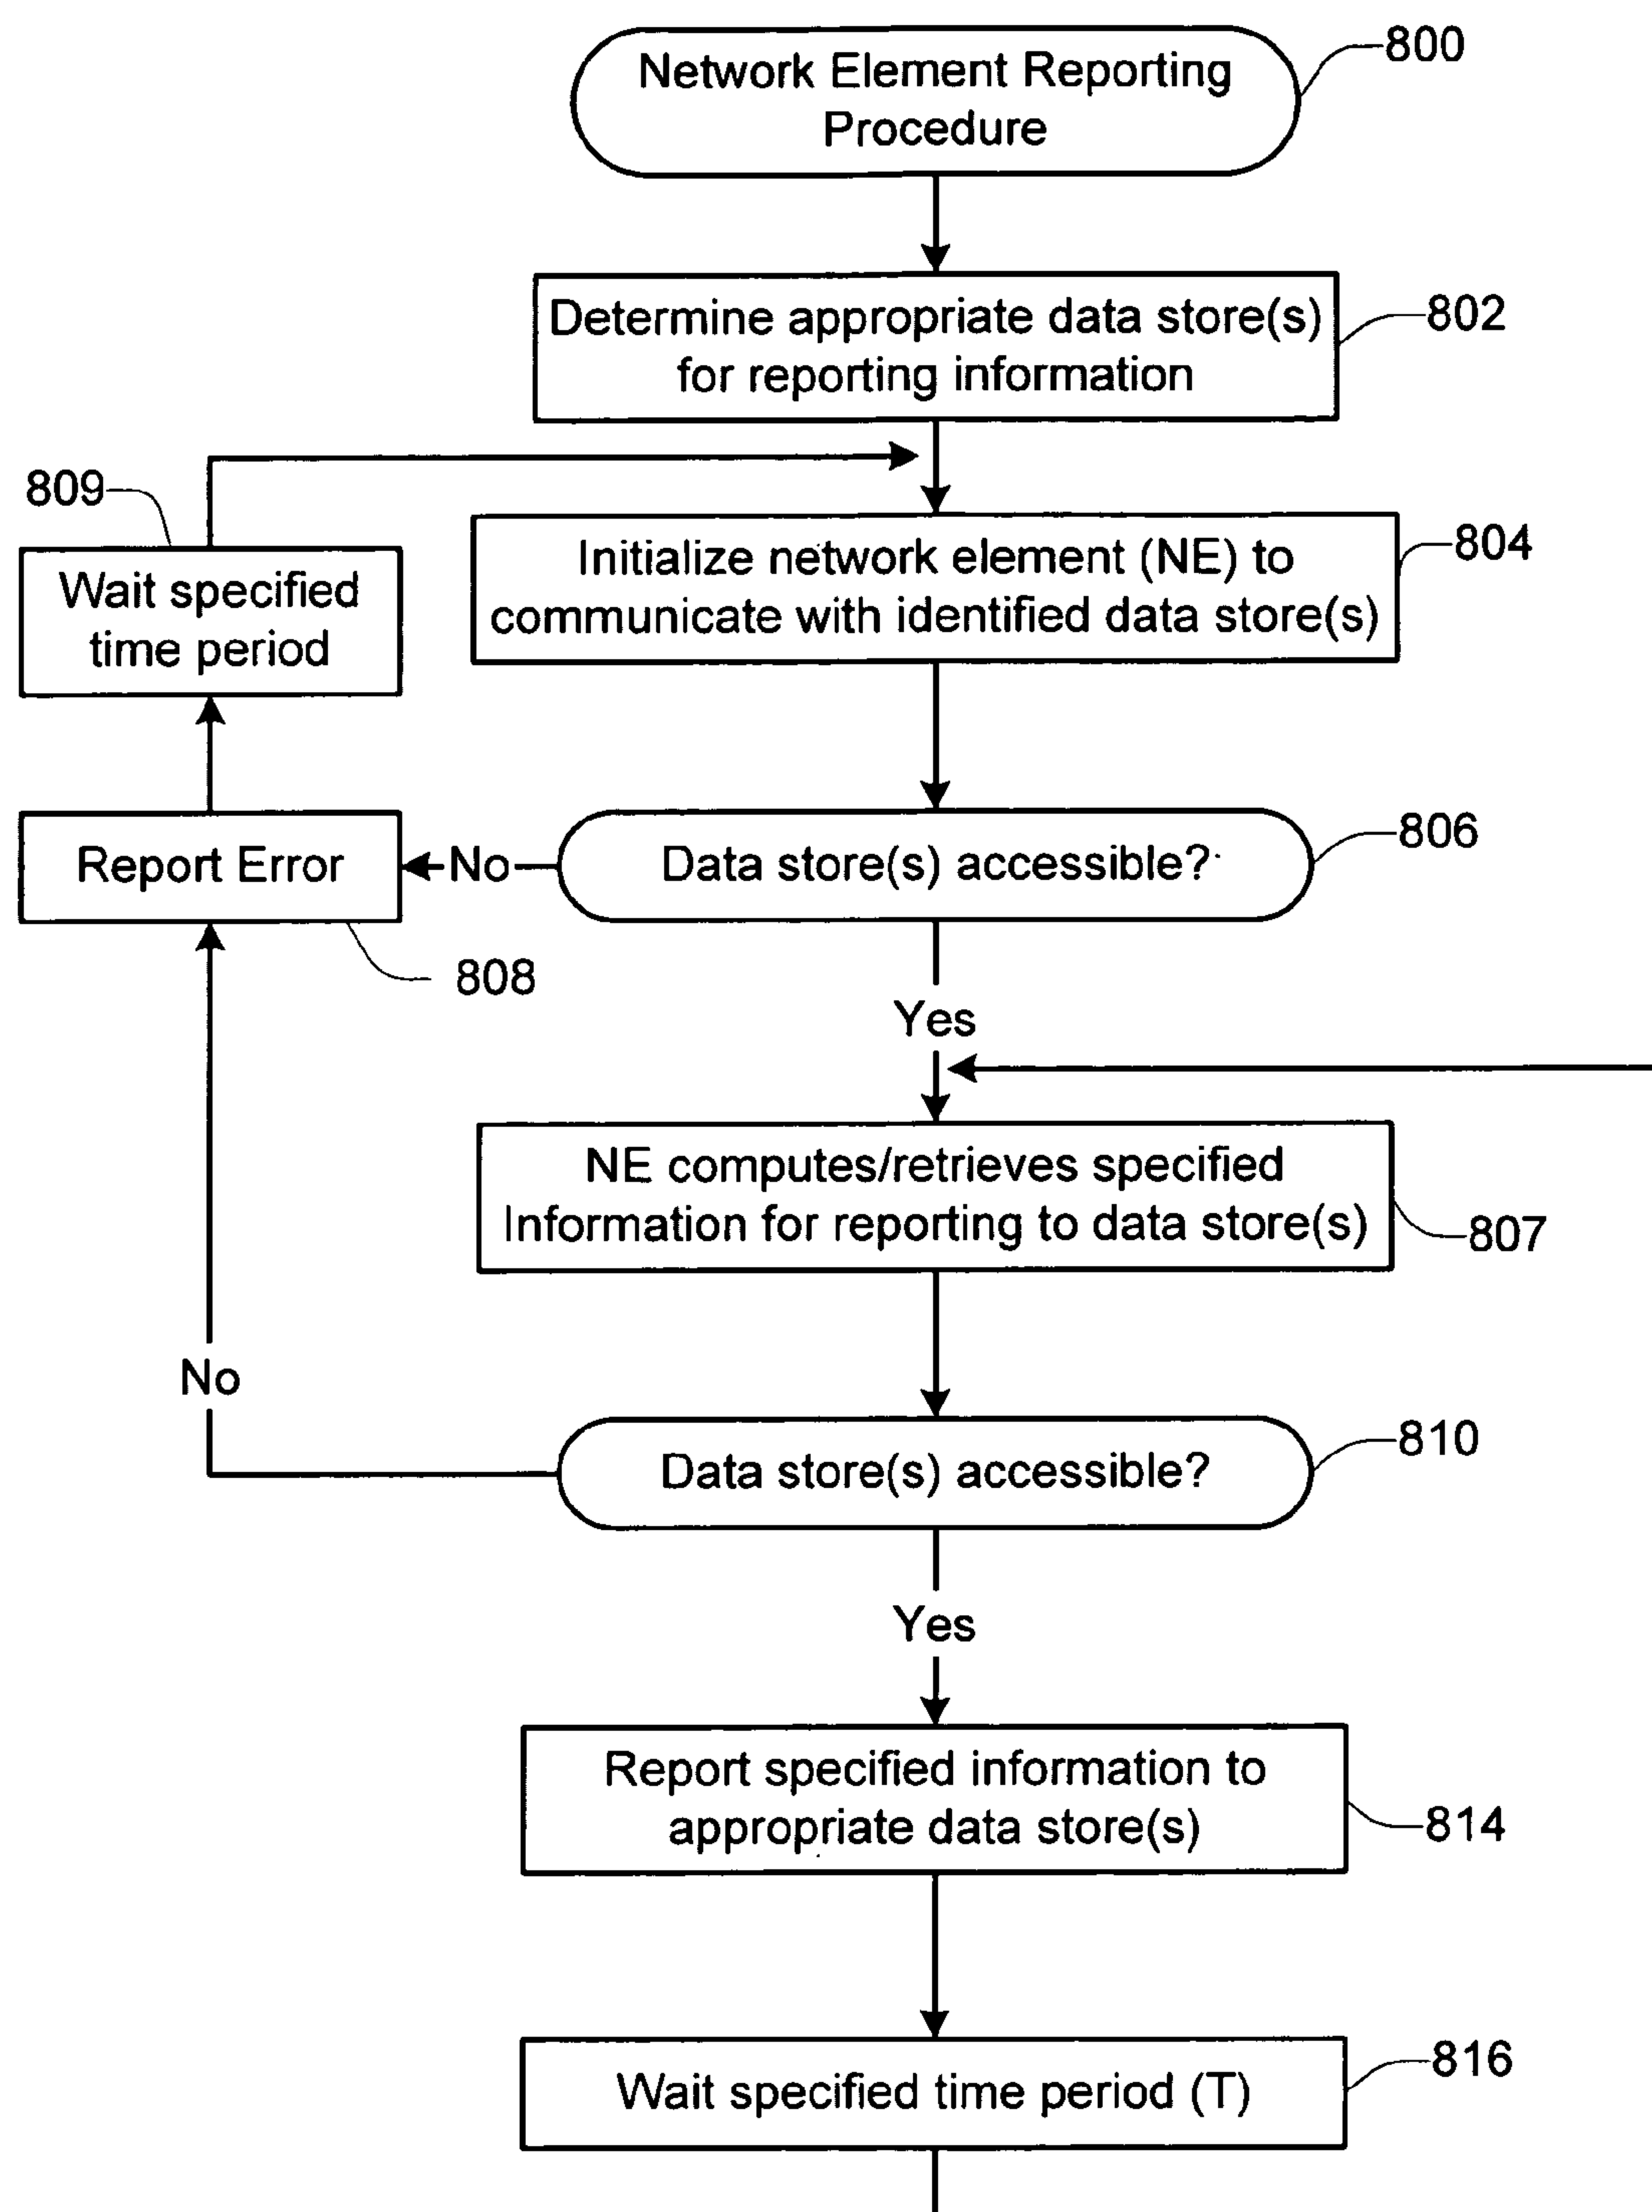 Network Element Reporting
Procedure
800
Determine appropriate data store(s)
for reporting information
802
809
Wait specified
time period
Initialize network element (NE) to
communicate with identified data store(s)
804
Report Error
No
Data store(s) accessible?
806
808
Yes
NE computes/retrieves specified
Information for reporting to data store(s)
807
No
Data store(s) accessible?
810
Yes
Report specified information to
appropriate data store(s)
814
Wait specified time period (T)
816